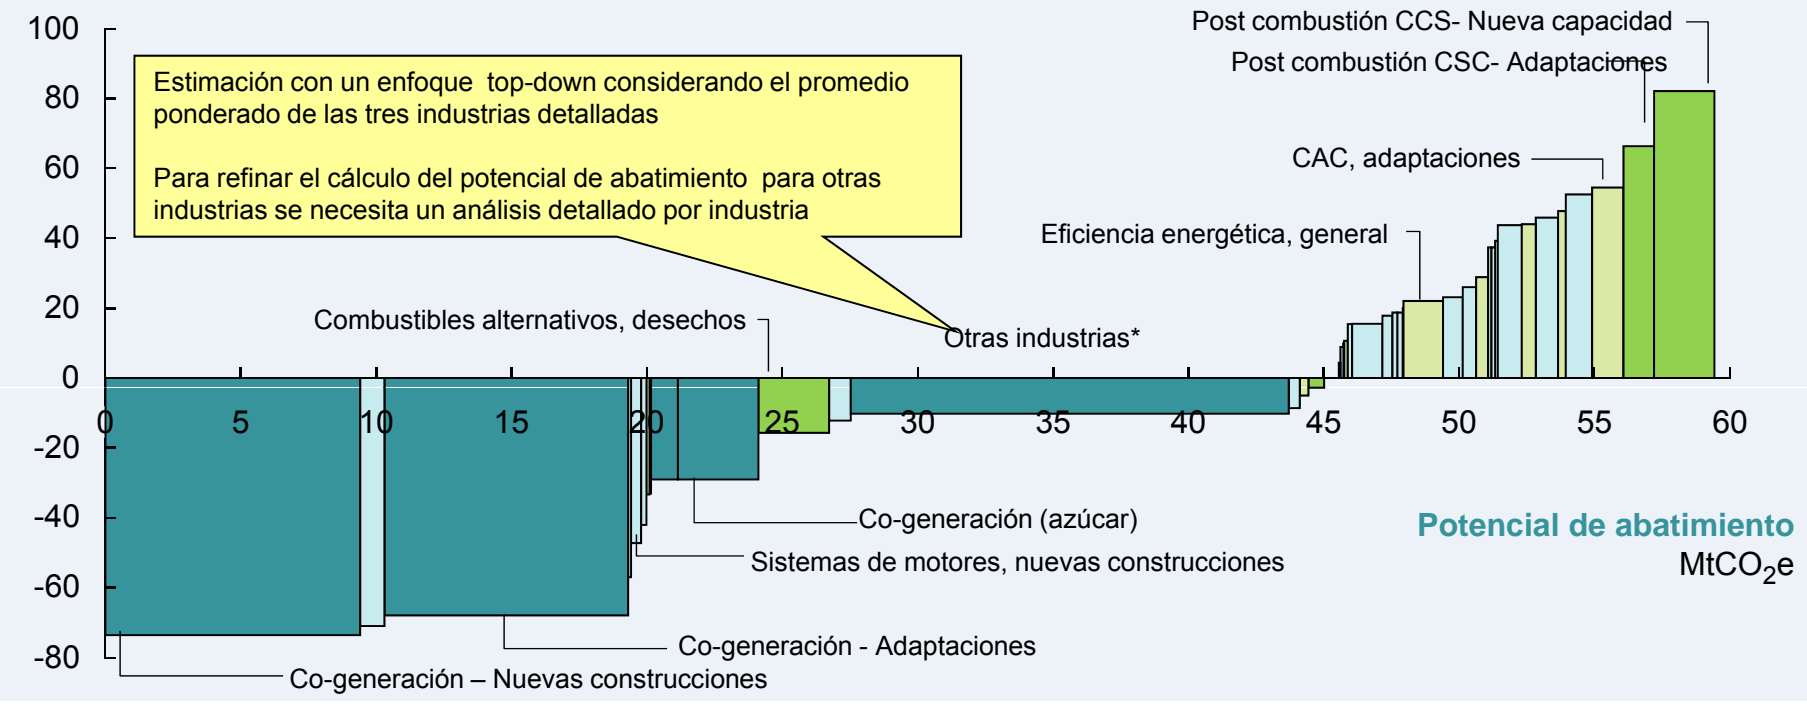 Post combustión CCS- Nueva capacidad
Post combustión CSC- Adaptaciones
100
80
60
40
20
0
-20
-40
-60
-80
Estimación con un enfoque top-down considerando el promedio
ponderado de las tres industrias detalladas
Para refinar el cálculo del potencial de abatimiento para otras
industrias se necesita un análisis detallado por industria
CAC, adaptaciones
Eficiencia energética, general
Combustibles alternativos, desechos
Otras industrias*
0 5 10 15 20 25 30 35 40 45 50 55 60
Co-generación (azúcar)
Sistemas de motores, nuevas construcciones
Co-generación - Adaptaciones
Co-generación – Nuevas construcciones
Potencial de abatimiento
MtCO₂e